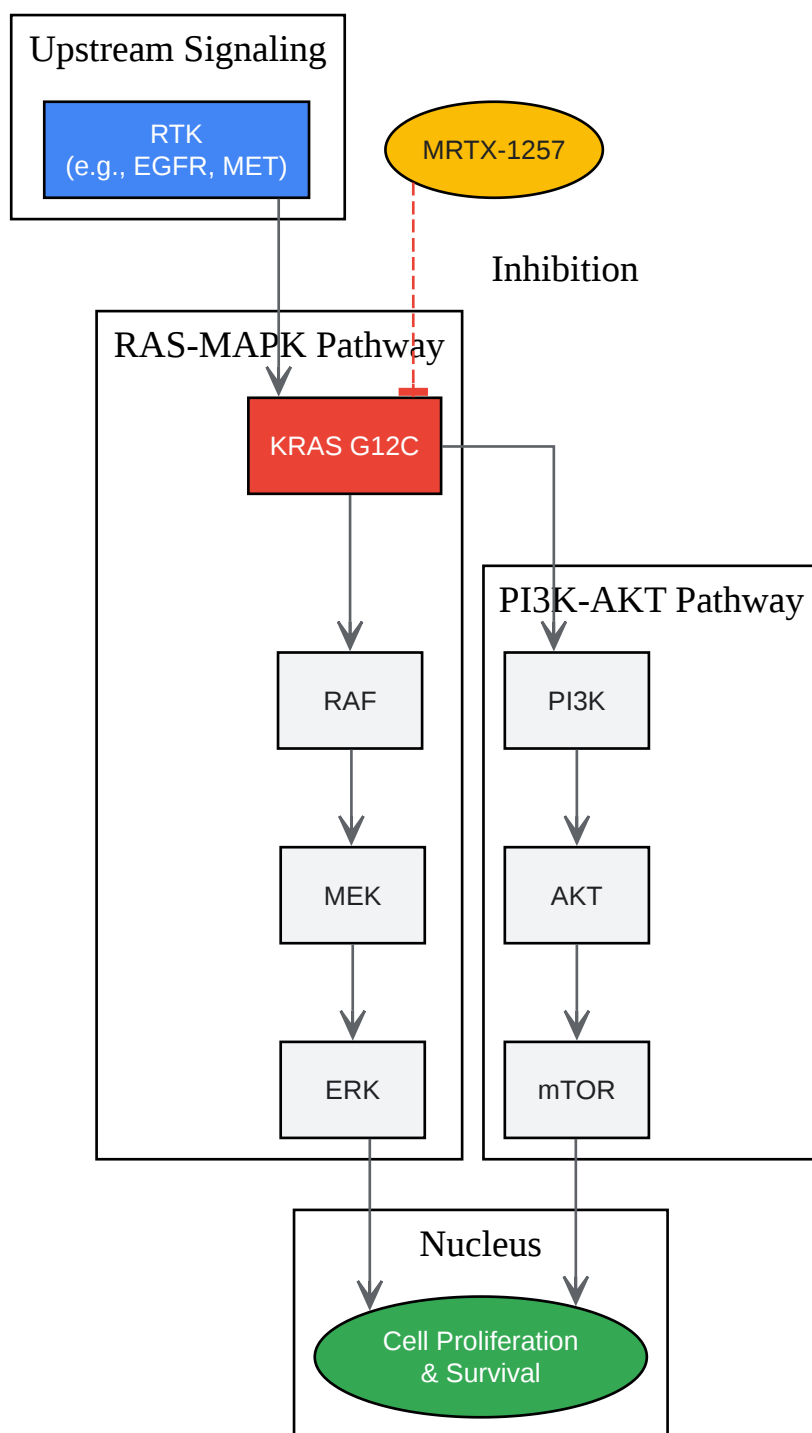 Upstream Signaling
RTK
(e.g., EGFR, MET)
MRTX-1257
Inhibition
RAS-MAPK Pathway
KRAS G12C
PI3K-AKT Pathway
RAF
PI3K
MEK
AKT
ERK
mTOR
Nucleus
Cell Proliferation
& Survival